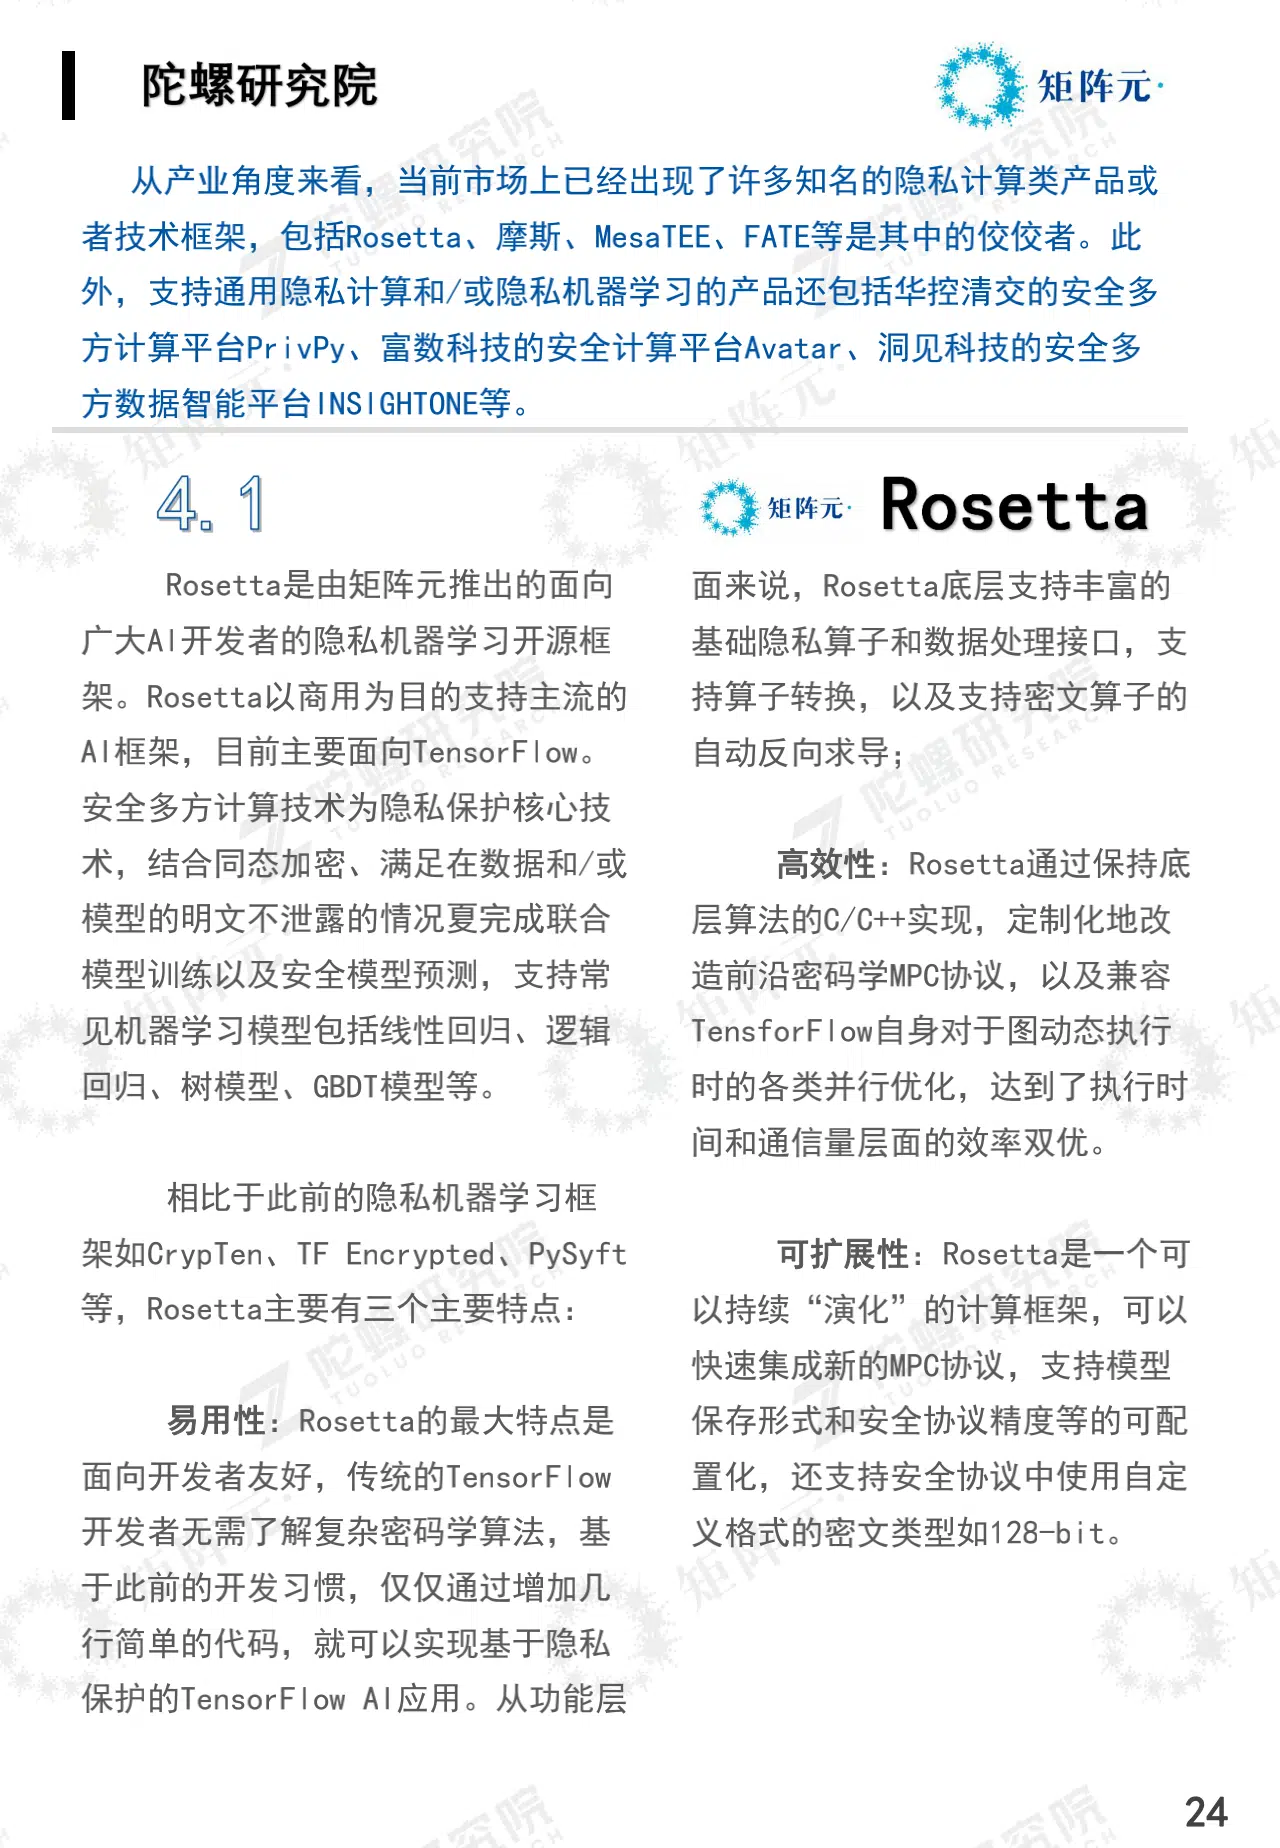 陀螺研究院
矩阵元
从产业角度来看，当前市场上已经出现了许多知名的隐私计算类产品或
者技术框架，包括Rosetta、摩斯、MesaTEE、FATE等是其中的佼佼者。此
外，支持通用隐私计算和/或隐私机器学习的产品还包括华控清交的安全多
方计算平台PrivPy、富数科技的安全计算平台Avatar、洞见科技的安全多
方数据智能平台INSIGHTONE等。
4.1
矩阵元 Rosetta
Rosetta是由矩阵元推出的面向
广大AI开发者的隐私机器学习开源框
架。Rosetta以商用为目的支持主流的
AI框架，目前主要面向TensorFlow。
安全多方计算技术为隐私保护核心技
术，结合同态加密、满足在数据和/或
模型的明文不泄露的情况夏完成联合
模型训练以及安全模型预测，支持常
见机器学习模型包括线性回归、逻辑
回归、树模型、GBDT模型等。
相比于此前的隐私机器学习框
架如CrypTen、TF Encrypted、PySyft
等，Rosetta主要有三个主要特点：
易用性：Rosetta的最大特点是
面向开发者友好，传统的TensorFlow
开发者无需了解复杂密码学算法，基
于此前的开发习惯，仅仅通过增加几
行简单的代码，就可以实现基于隐私
保护的TensorFlow AI应用。从功能层
面来说，Rosetta底层支持丰富的
基础隐私算子和数据处理接口，支
持算子转换，以及支持密文算子的
自动反向求导；
高效性：Rosetta通过保持底
层算法的C/C++实现，定制化地改
造前沿密码学MPC协议，以及兼容
TensforFlow自身对于图动态执行
时的各类并行优化，达到了执行时
间和通信量层面的效率双优。
可扩展性：Rosetta是一个可
以持续“演化”的计算框架，可以
快速集成新的MPC协议，支持模型
保存形式和安全协议精度等的可配
置化，还支持安全协议中使用自定
义格式的密文类型如128-bit。
24